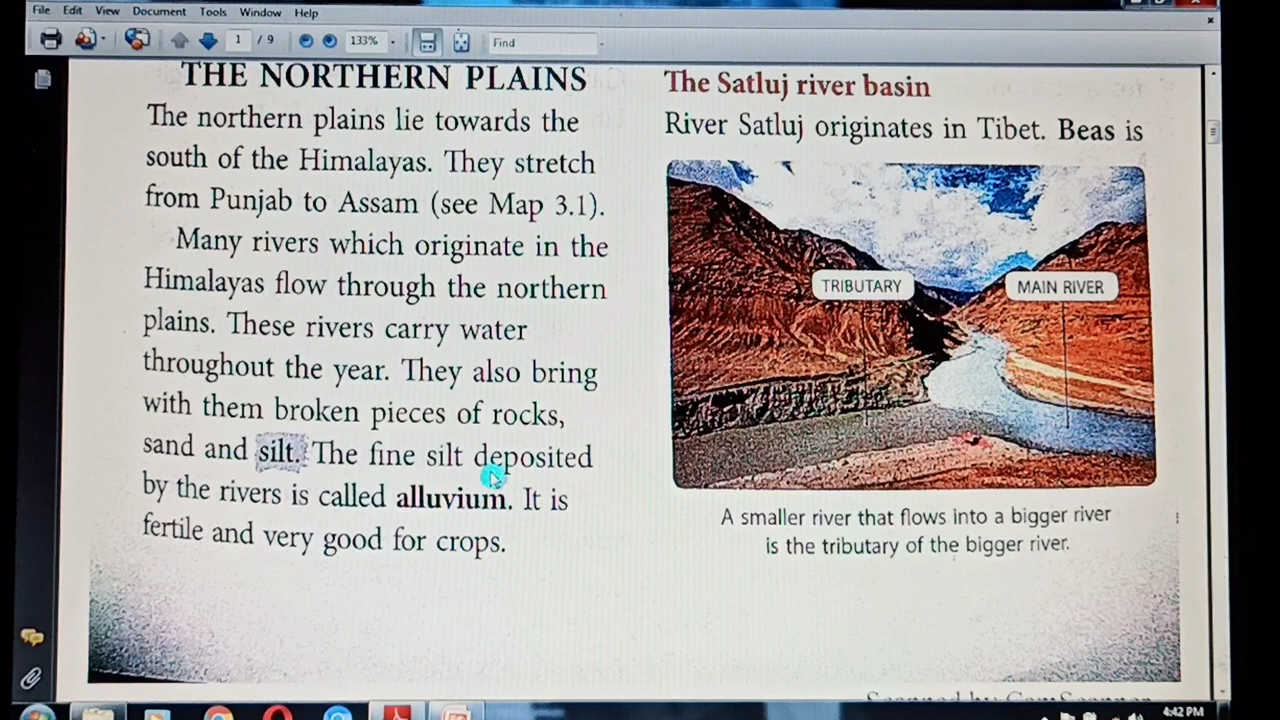 File Edit View Document Tools Window Help
1 / 9 133% Find
THE NORTHERN PLAINS
The northern plains lie towards the
south of the Himalayas. They stretch
from Punjab to Assam (see Map 3.1).
Many rivers which originate in the
Himalayas flow through the northern
plains. These rivers carry water
throughout the year. They also bring
with them broken pieces of rocks,
sand and silt. The fine silt deposited
by the rivers is called alluvium. It is
fertile and very good for crops.
The Satluj river basin
River Satluj originates in Tibet. Beas is
TRIBUTARY
MAIN RIVER
A smaller river that flows into a bigger river
is the tributary of the bigger river.
4:42 PM